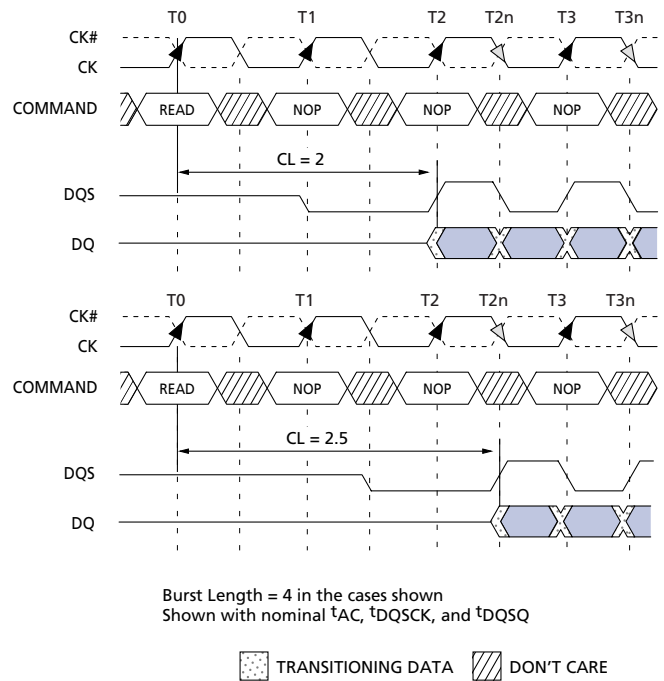 T0 T1 T2 T2n T3 T3n
CK#
CK
COMMAND READ NOP NOP NOP
CL = 2
DQS
DQ
T0 T1 T2 T2n T3 T3n
CK#
CK
COMMAND READ NOP NOP NOP
CL = 2.5
DQS
DQ
Burst Length = 4 in the cases shown
Shown with nominal tAC, tDQSCK, and tDQSQ
TRANSITIONING DATA DON'T CARE